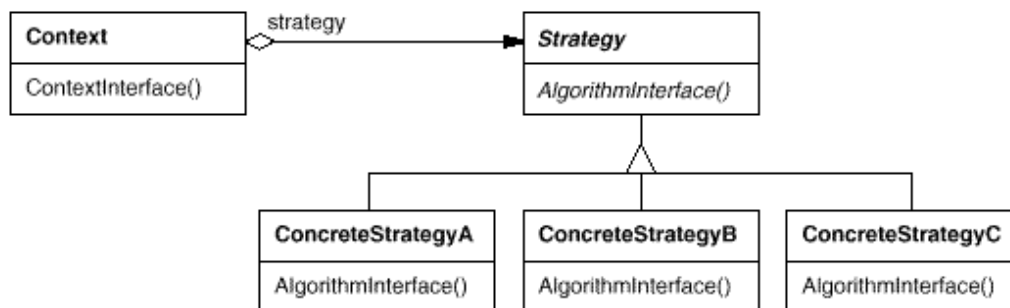 strategy
Context
Strategy
ContextInterface()
AlgorithmInterface()
ConcreteStrategyA
ConcreteStrategyB
ConcreteStrategyC
AlgorithmInterface()
AlgorithmInterface()
AlgorithmInterface()